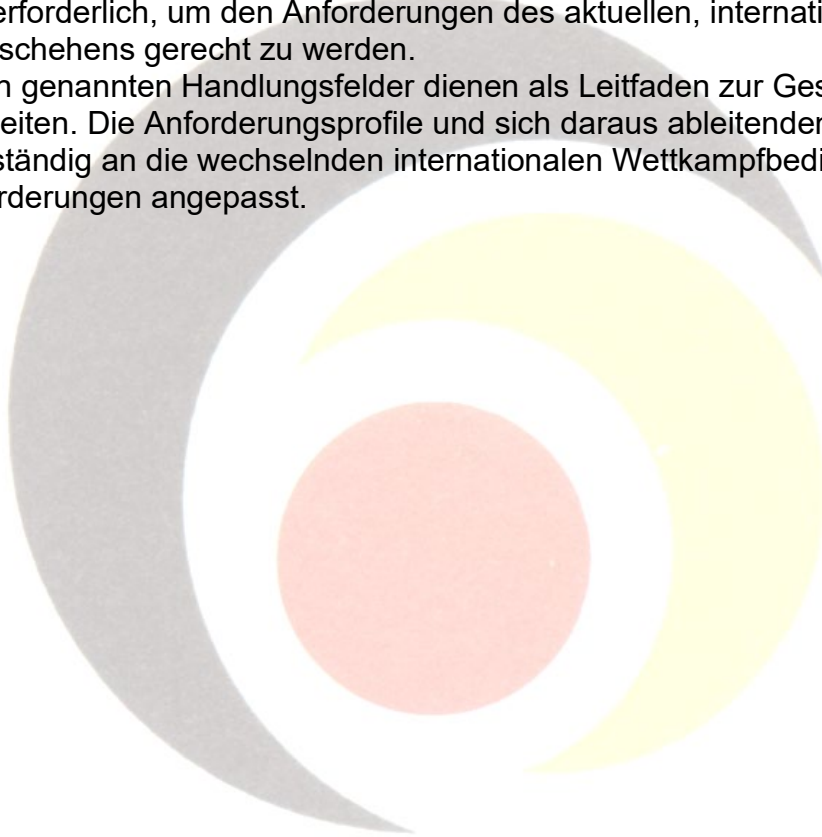 erforderlich, um den Anforderungen des aktuellen, internati
schehens gerecht zu werden.
n genannten Handlungsfelder dienen als Leitfaden zur Ges
eiten. Die Anforderungsprofile und sich daraus ableitender
ständig an die wechselnden internationalen Wettkampfbedi
rderungen angepasst.